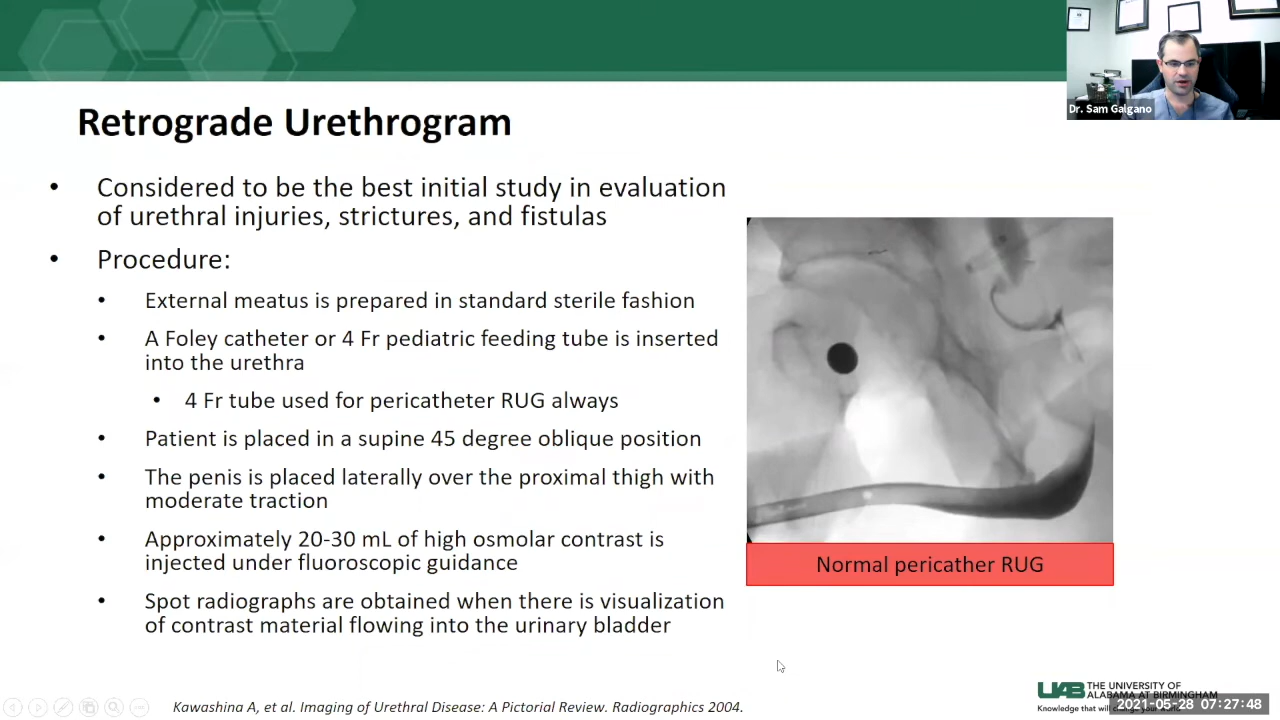 Dr. Sam Galgano
Retrograde Urethrogram
• Considered to be the best initial study in evaluation
of urethral injuries, strictures, and fistulas
• Procedure:
• External meatus is prepared in standard sterile fashion
• A Foley catheter or 4 Fr pediatric feeding tube is inserted
into the urethra
• 4 Fr tube used for pericatheter RUG always
• Patient is placed in a supine 45 degree oblique position
• The penis is placed laterally over the proximal thigh with
moderate traction
• Approximately 20-30 mL of high osmolar contrast is
injected under fluoroscopic guidance
• Spot radiographs are obtained when there is visualization
of contrast material flowing into the urinary bladder
Normal pericather RUG
Kawashina A, et al. Imaging of Urethral Disease: A Pictorial Review. Radiographics 2004.
UAB THE UNIVERSITY OF
ALABAMA AT BIRMINGHAM
Knowledge that will
2021-05-28 07:27:48